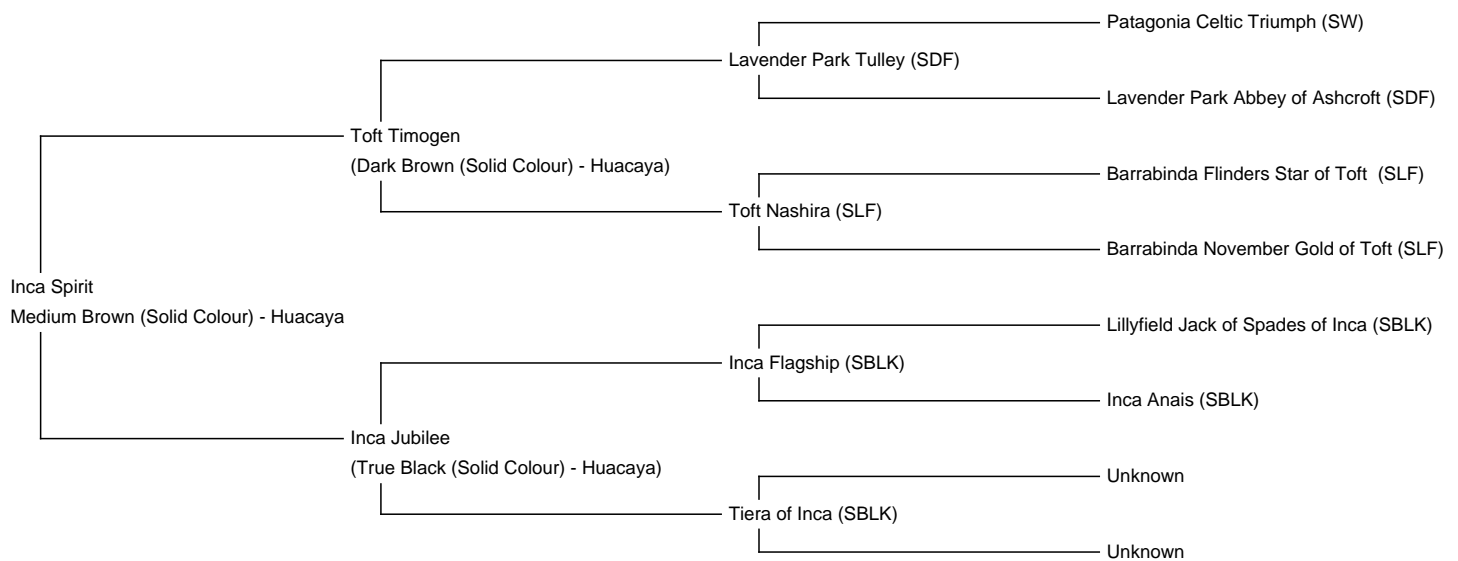 Patagonia Celtic Triumph (SW)
Lavender Park Tulley (SDF)
Lavender Park Abbey of Ashcroft (SDF)
Toft Timogen
(Dark Brown (Solid Colour) - Huacaya)
Barrabinda Flinders Star of Toft (SLF)
Toft Nashira (SLF)
Barrabinda November Gold of Toft (SLF)
Inca Spirit
Medium Brown (Solid Colour) - Huacaya
Lillyfield Jack of Spades of Inca (SBLK)
Inca Flagship (SBLK)
Inca Anais (SBLK)
Inca Jubilee
(True Black (Solid Colour) - Huacaya)
Unknown
Tiera of Inca (SBLK)
Unknown